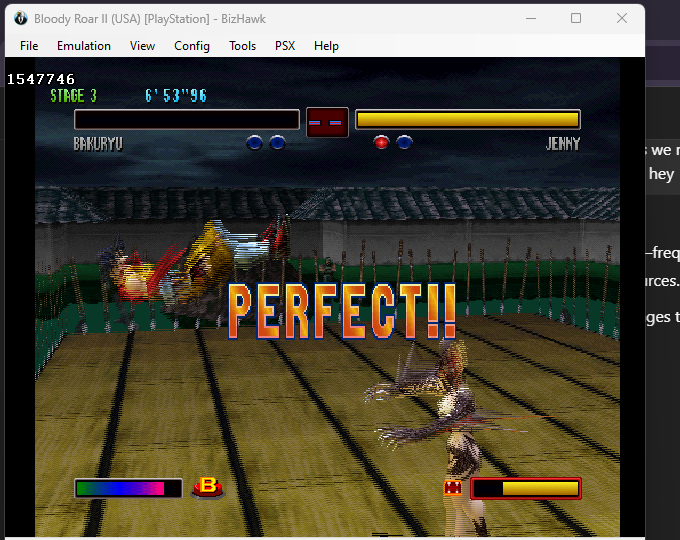 Bloody Roar II (USA) [PlayStation] - BizHawk
File Emulation View Config Tools PSX Help
1547746
STAGE 3 6'53"96
BAKURYU JENNY
s we
hey
PERFECT!!
–freq
urces.
ges t
B